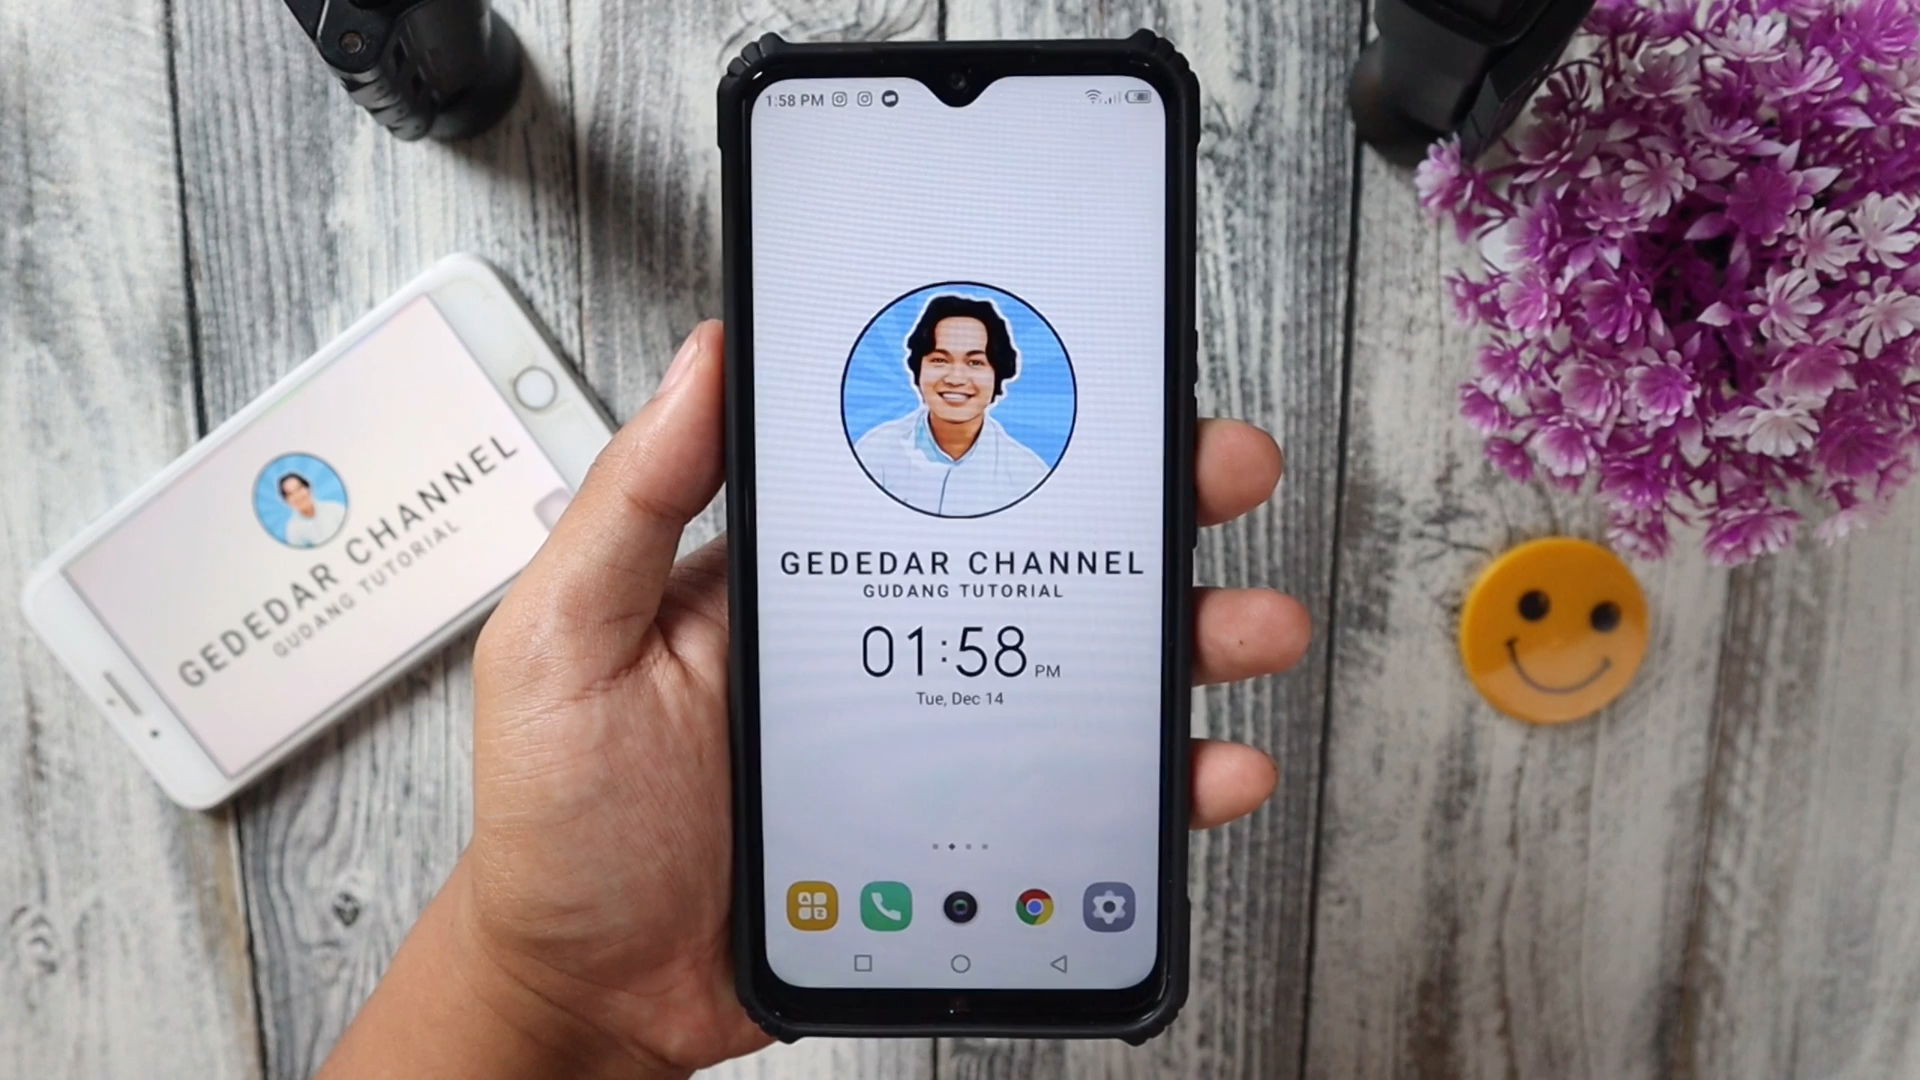 1:58 PM
GEDEDAR CHANNEL
GUDANG TUTORIAL
01:58 PM
Tue, Dec 14
GEDEDAR CHANNEL
GUDANG TUTORIAL